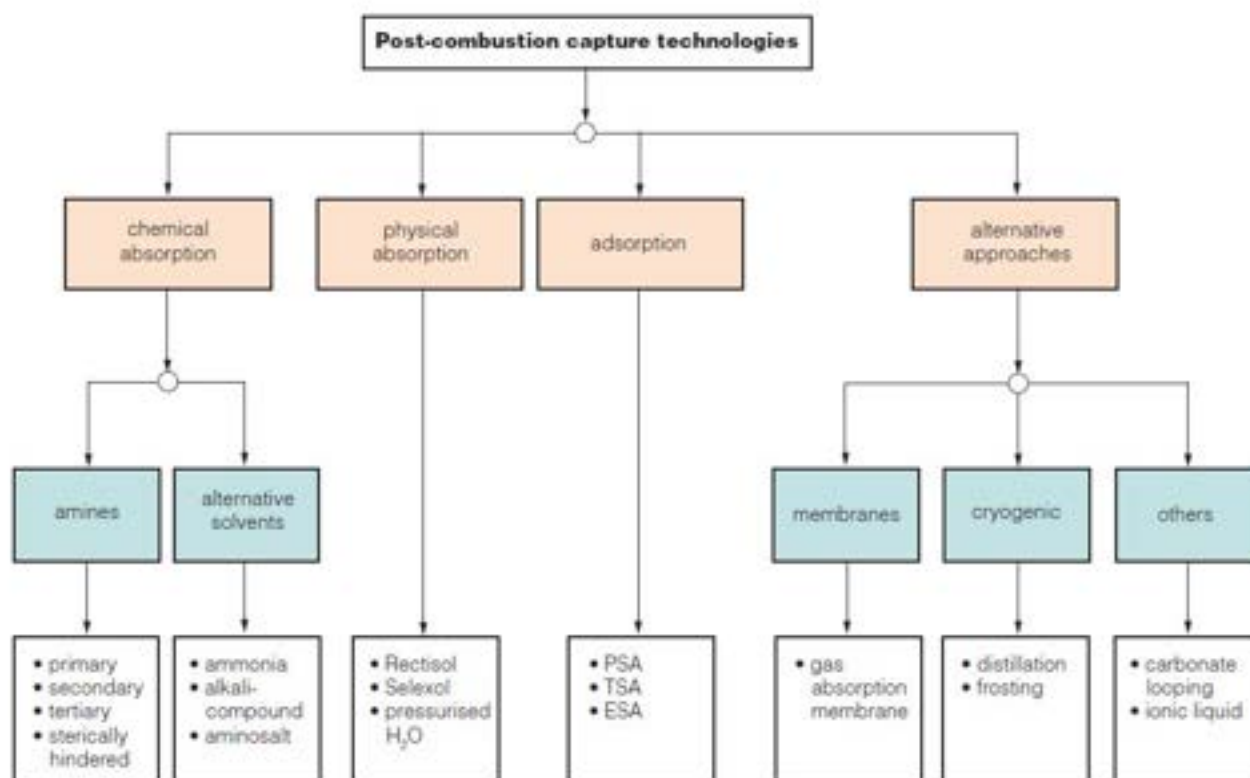 Post-combustion capture technologies
chemical
absorption
physical
absorption
adsorption
alternative
approaches
amines
alternative
solvents
membranes
cryogenic
others
• primary
• secondary
• tertiary
• sterically
hindered
• ammonia
• alkali-
compound
• aminosalt
• Rectisol
• Selexol
• pressurised
H₂O
• PSA
• TSA
• ESA
• gas
absorption
membrane
• distillation
• frosting
• carbonate
looping
• ionic liquid